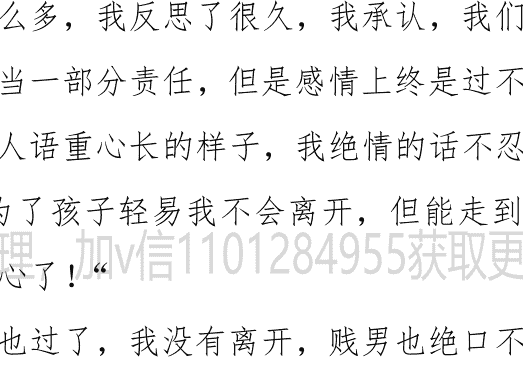 么多，我反思了很久，我承认，我们
当一部分责任，但是感情上终是过不
人语重心长的样子，我绝情的话不忍
为了孩子轻易我不会离开，但能走到
理，加v信1101284955获取更
心了！“
也过了，我没有离开，贱男也绝口不